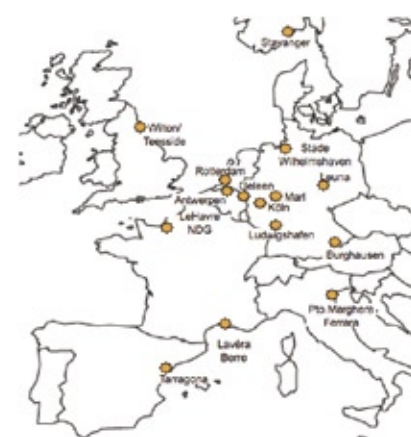 Stavanger
Wilton/
Teesside
Stade
Wilhelmshaven
Rotterdam
Geleen
Leuna
Antwerpen
Marl
Köln
LeHavre
NDG
Ludwigshafen
Burghausen
Pto.Marghera
Ferrara
Lavéra
Berre
Tarragona